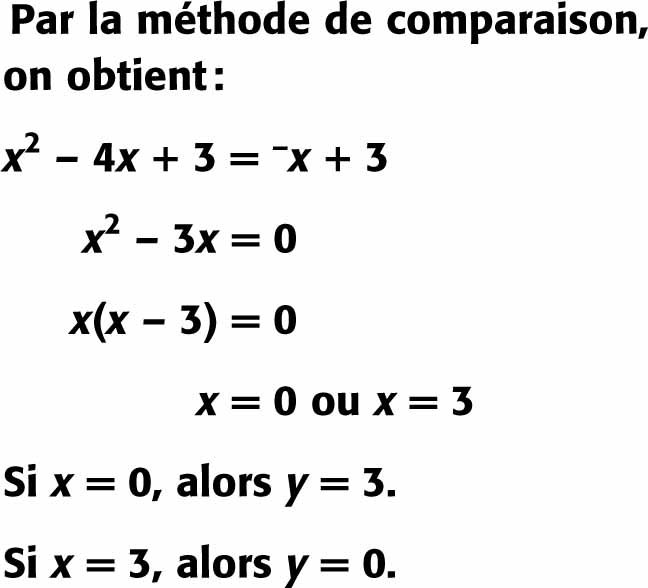 Par la méthode de comparaison,
on obtient :
x² – 4x + 3 = ⁻x + 3
x² – 3x = 0
x(x – 3) = 0
x = 0 ou x = 3
Si x = 0, alors y = 3.
Si x = 3, alors y = 0.